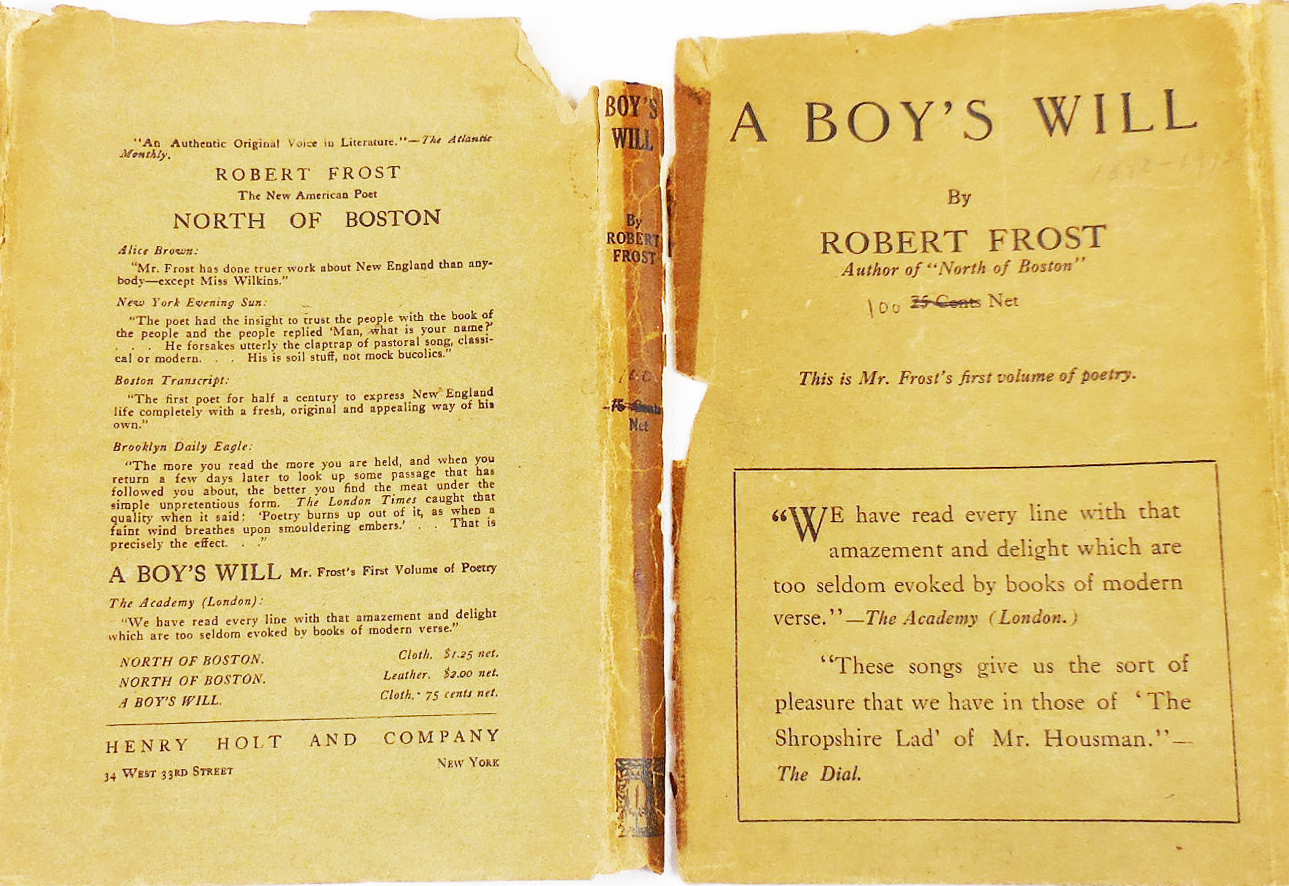 "An Authentic Original Voice in Literature."—The Atlantic
Monthly.
ROBERT FROST
The New American Poet
NORTH OF BOSTON
Alice Brown:
"Mr. Frost has done truer work about New England than any-
body—except Miss Wilkins."
New York Evening Sun:
"The poet had the insight to trust the people with the book of
the people and the people replied 'Man, what is your name?'
. . . He forsakes utterly the claptrap of pastoral song, classi-
cal or modern. . . His is soil stuff, not mock bucolics."
Boston Transcript:
"The first poet for half a century to express New England
life completely with a fresh, original and appealing way of his
own."
Brooklyn Daily Eagle:
"The more you read the more you are held, and when you
return a few days later to look up some passage that has
followed you about, the better you find the meat under the
simple unpretentious form. The London Times caught that
quality when it said: 'Poetry burns up out of it, as when a
faint wind breathes upon smouldering embers.' . . That is
precisely the effect. . ."
A BOY'S WILL Mr. Frost's First Volume of Poetry
The Academy (London):
"We have read every line with that amazement and delight
which are too seldom evoked by books of modern verse."
NORTH OF BOSTON. Cloth. $1.25 net.
NORTH OF BOSTON. Leather. $2.00 net.
A BOY'S WILL. Cloth. 75 cents net.
HENRY HOLT AND COMPANY
34 WEST 33RD STREET NEW YORK
BOY'S
WILL
By
ROBERT
FROST
75 Cents
Net
A BOY'S WILL
By
ROBERT FROST
Author of "North of Boston"
100 75 Cents Net
This is Mr. Frost's first volume of poetry.
"WE have read every line with that
amazement and delight which are
too seldom evoked by books of modern
verse."—The Academy (London.)
"These songs give us the sort of
pleasure that we have in those of 'The
Shropshire Lad' of Mr. Housman."—
The Dial.